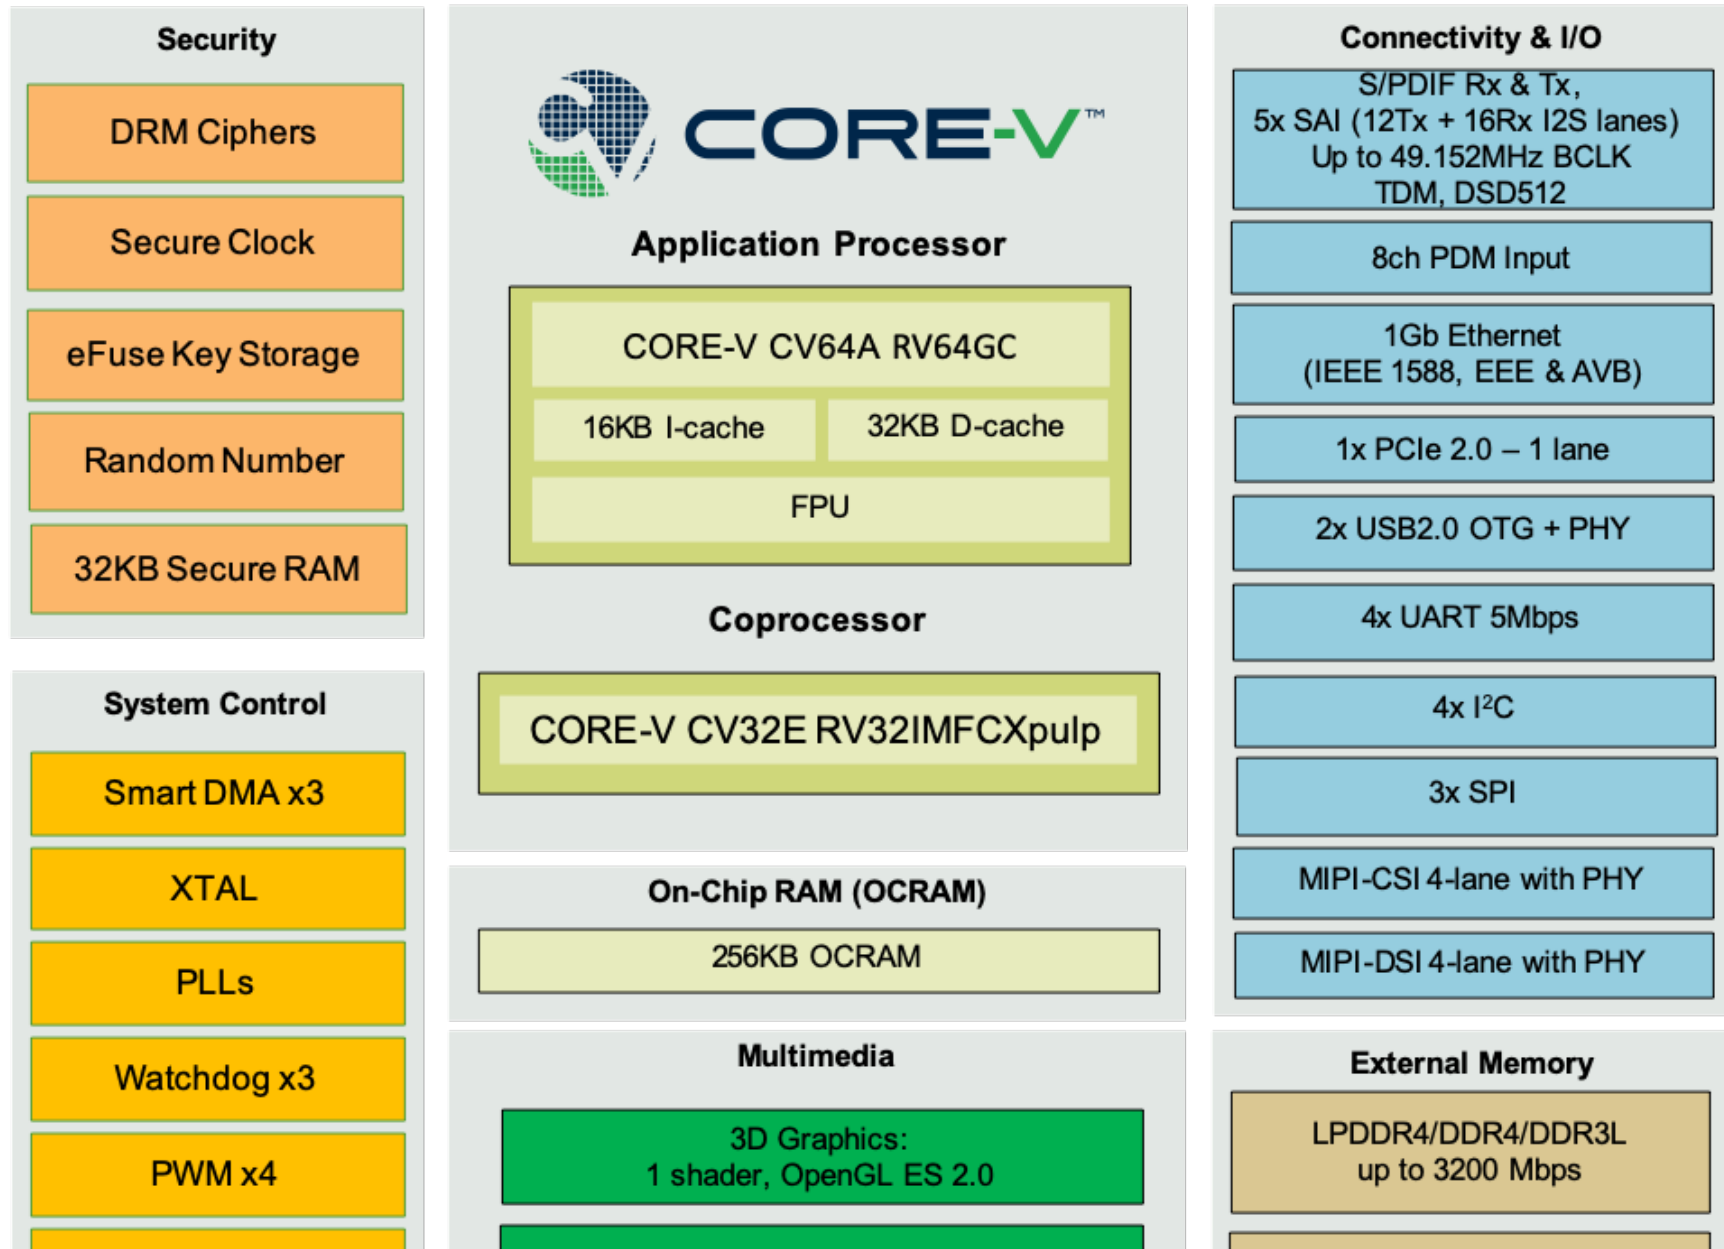 Security
DRM Ciphers
Secure Clock
eFuse Key Storage
Random Number
32KB Secure RAM
System Control
Smart DMA x3
XTAL
PLLs
Watchdog x3
PWM x4
CORE-V™
Application Processor
CORE-V CV64A RV64GC
16KB I-cache
32KB D-cache
FPU
Coprocessor
CORE-V CV32E RV32IMFCXpulp
On-Chip RAM (OCRAM)
256KB OCRAM
Multimedia
3D Graphics:
1 shader, OpenGL ES 2.0
Connectivity & I/O
S/PDIF Rx & Tx,
5x SAI (12Tx + 16Rx I2S lanes)
Up to 49.152MHz BCLK
TDM, DSD512
8ch PDM Input
1Gb Ethernet
(IEEE 1588, EEE & AVB)
1x PCIe 2.0 – 1 lane
2x USB2.0 OTG + PHY
4x UART 5Mbps
4x I²C
3x SPI
MIPI-CSI 4-lane with PHY
MIPI-DSI 4-lane with PHY
External Memory
LPDDR4/DDR4/DDR3L
up to 3200 Mbps